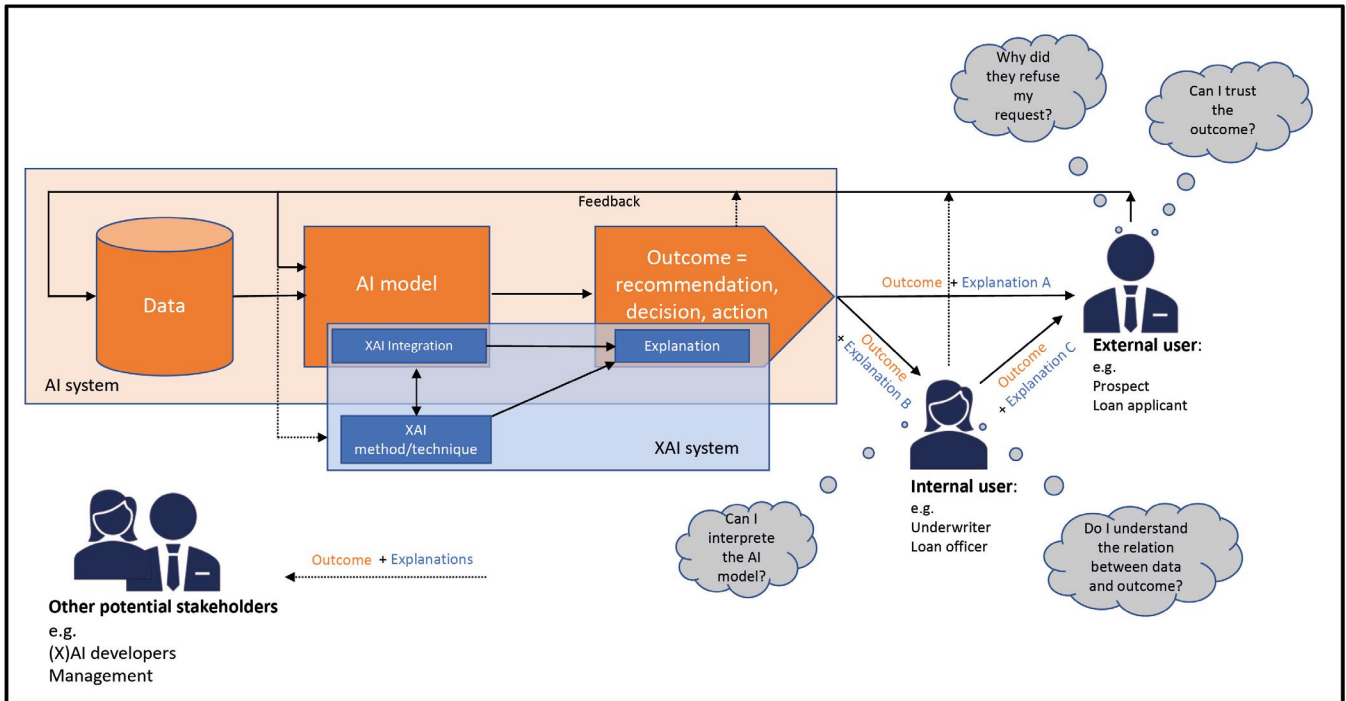 Why did
they refuse
my
request?
Can I trust
the
outcome?
Feedback
Data
AI model
Outcome =
recommendation,
decision, action
XAI Integration
Explanation
AI system
XAI
method/technique
XAI system
Outcome + Explanation A
Outcome
+ Explanation B
Outcome
+ Explanation C
External user:
e.g.
Prospect
Loan applicant
Internal user:
e.g.
Underwriter
Loan officer
Can I
interprete
the AI
model?
Do I understand
the relation
between data
and outcome?
Outcome + Explanations
Other potential stakeholders
e.g.
(X)AI developers
Management